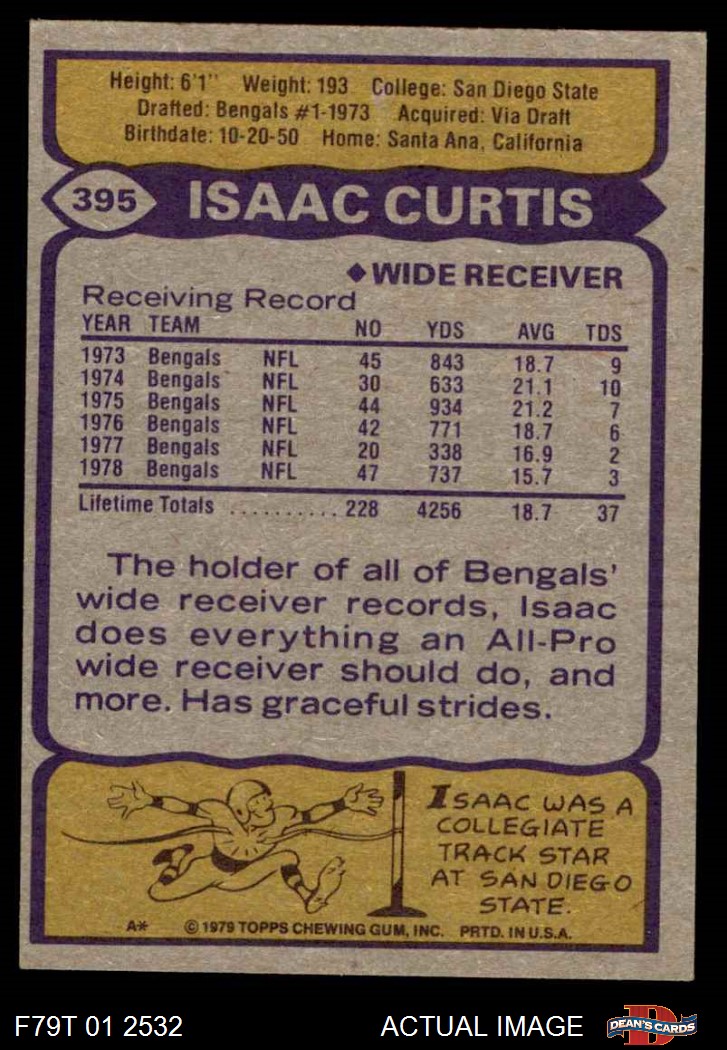 Height: 6'1" Weight: 193 College: San Diego State
Drafted: Bengals #1-1973 Acquired: Via Draft
Birthdate: 10-20-50 Home: Santa Ana, California
395 ISAAC CURTIS
◆WIDE RECEIVER
Receiving Record
YEAR TEAM NO YDS AVG TDS
1973 Bengals NFL 45 843 18.7 9
1974 Bengals NFL 30 633 21.1 10
1975 Bengals NFL 44 934 21.2 7
1976 Bengals NFL 42 771 18.7 6
1977 Bengals NFL 20 338 16.9 2
1978 Bengals NFL 47 737 15.7 3
Lifetime Totals .......... 228 4256 18.7 37
The holder of all of Bengals'
wide receiver records, Isaac
does everything an All-Pro
wide receiver should do, and
more. Has graceful strides.
ISAAC WAS A
COLLEGIATE
TRACK STAR
AT SAN DIEGO
STATE.
A* ©1979 TOPPS CHEWING GUM, INC. PRTD. IN U.S.A.
F79T 01 2532 ACTUAL IMAGE D DEAN'S CARDS